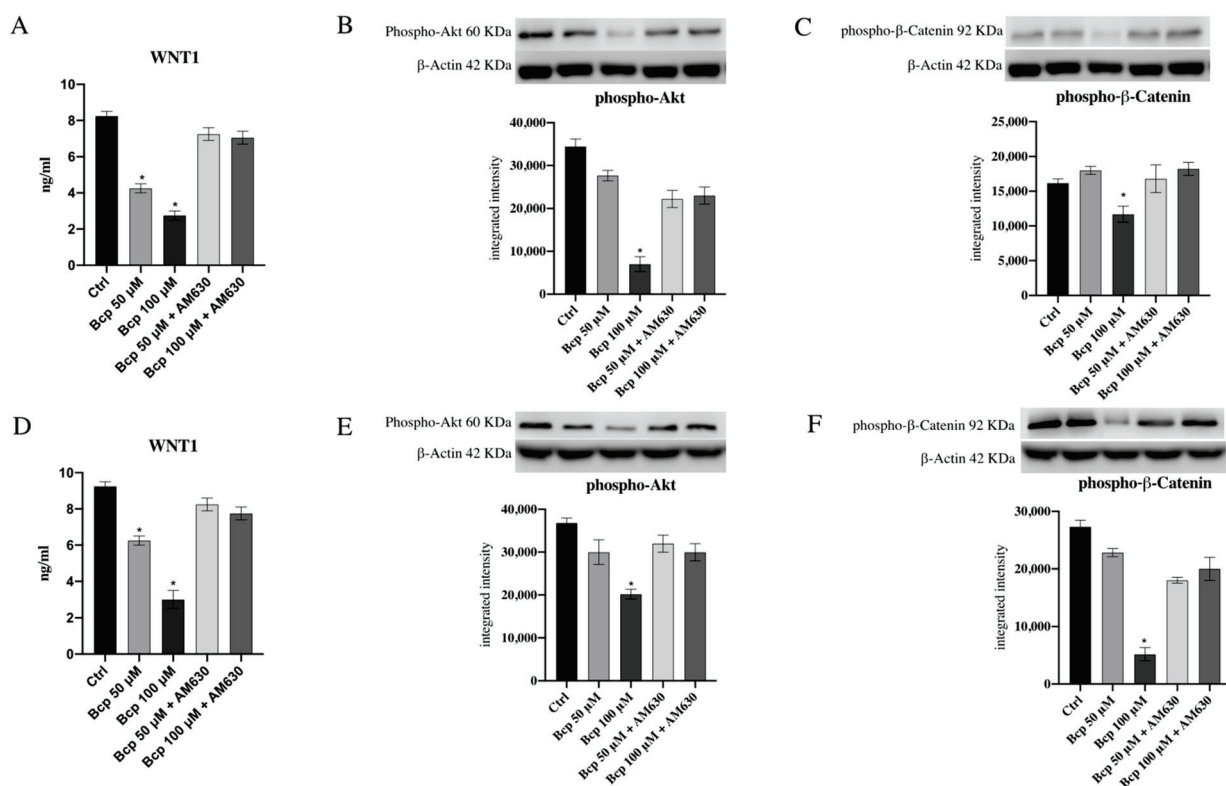 A
WNT1
ng/ml
10
8
6
4
2
0
*
*
Ctrl
Bcp 50 µM
Bcp 100 µM
Bcp 50 µM + AM630
Bcp 100 µM + AM630
B
Phospho-Akt 60 KDa
β-Actin 42 KDa
phospho-Akt
integrated intensity
40,000
30,000
20,000
10,000
0
*
Ctrl
Bcp 50 µM
Bcp 100 µM
Bcp 50 µM + AM630
Bcp 100 µM + AM630
C
phospho-β-Catenin 92 KDa
β-Actin 42 KDa
phospho-β-Catenin
integrated intensity
25,000
20,000
15,000
10,000
5,000
0
*
Ctrl
Bcp 50 µM
Bcp 100 µM
Bcp 50 µM + AM630
Bcp 100 µM + AM630
D
WNT1
ng/ml
10
8
6
4
2
0
*
*
Ctrl
Bcp 50 µM
Bcp 100 µM
Bcp 50 µM + AM630
Bcp 100 µM + AM630
E
Phospho-Akt 60 KDa
β-Actin 42 KDa
phospho-Akt
integrated intensity
40,000
30,000
20,000
10,000
0
*
Ctrl
Bcp 50 µM
Bcp 100 µM
Bcp 50 µM + AM630
Bcp 100 µM + AM630
F
phospho-β-Catenin 92 KDa
β-Actin 42 KDa
phospho-β-Catenin
integrated intensity
30,000
20,000
10,000
0
*
Ctrl
Bcp 50 µM
Bcp 100 µM
Bcp 50 µM + AM630
Bcp 100 µM + AM630